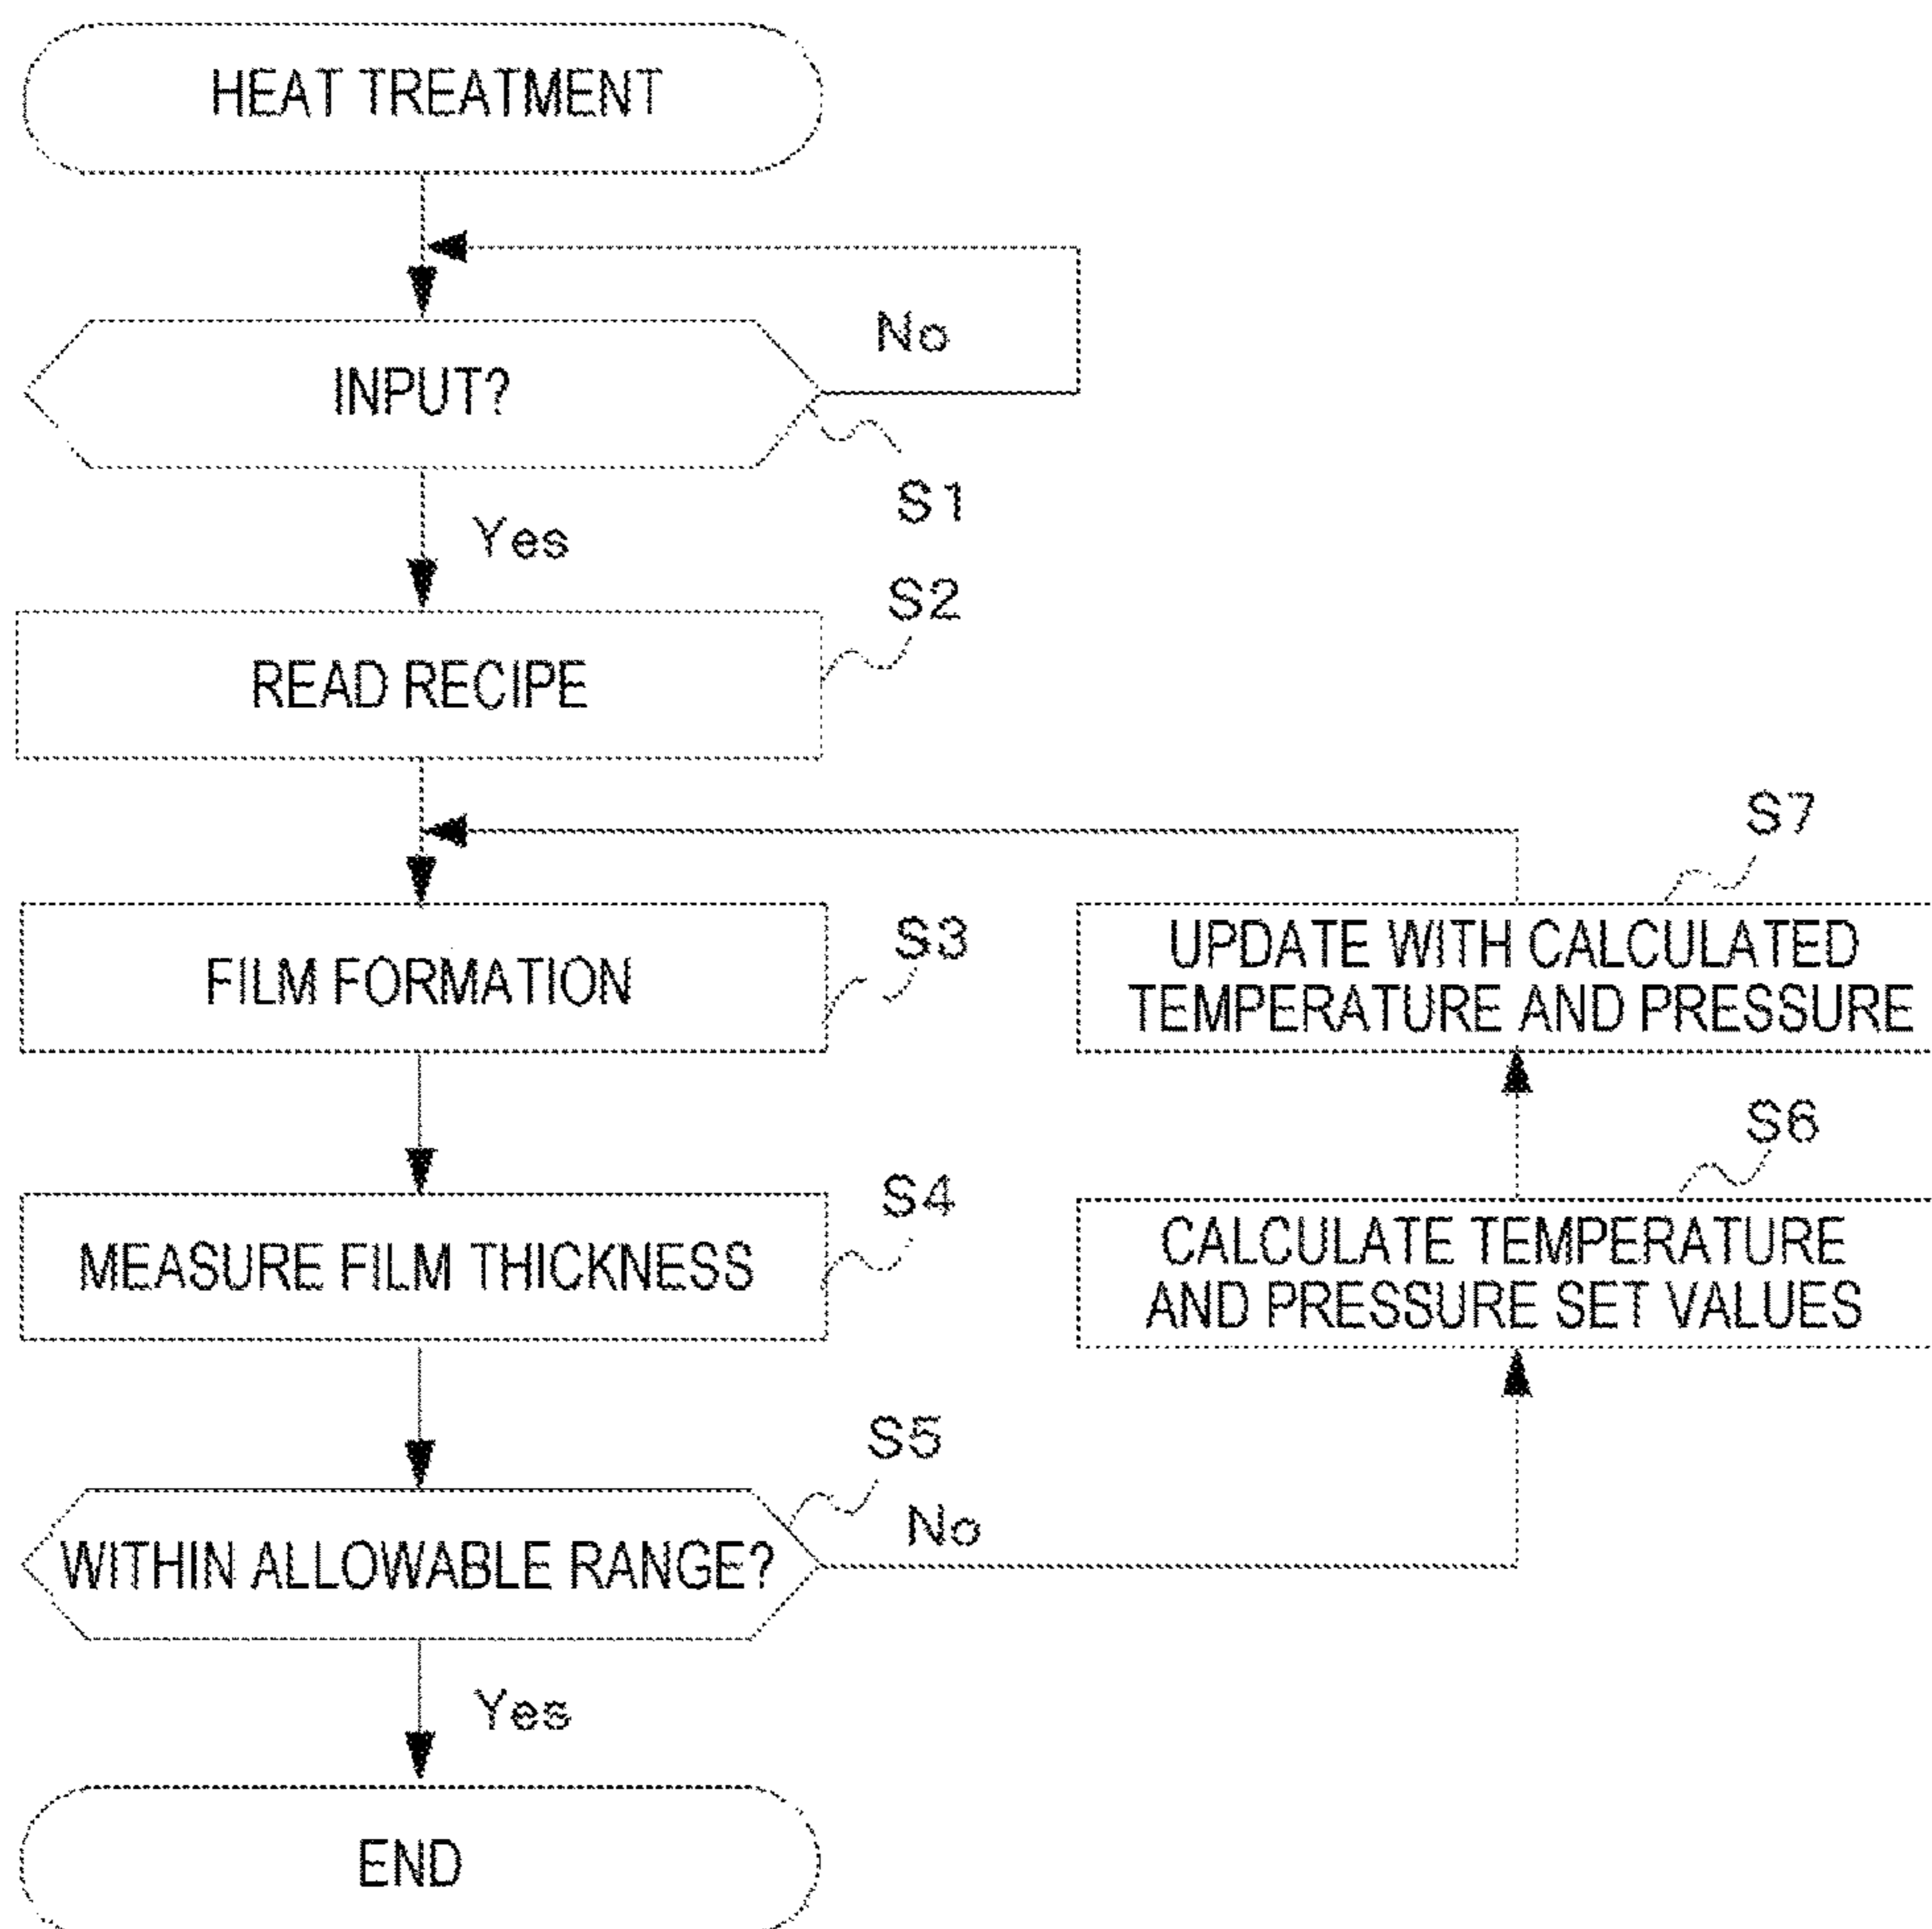 HEAT TREATMENT
No
INPUT?
S1
Yes
S2
READ RECIPE
S7
S3
FILM FORMATION
UPDATE WITH CALCULATED
TEMPERATURE AND PRESSURE
S6
S4
MEASURE FILM THICKNESS
CALCULATE TEMPERATURE
AND PRESSURE SET VALUES
S5
No
WITHIN ALLOWABLE RANGE?
Yes
END